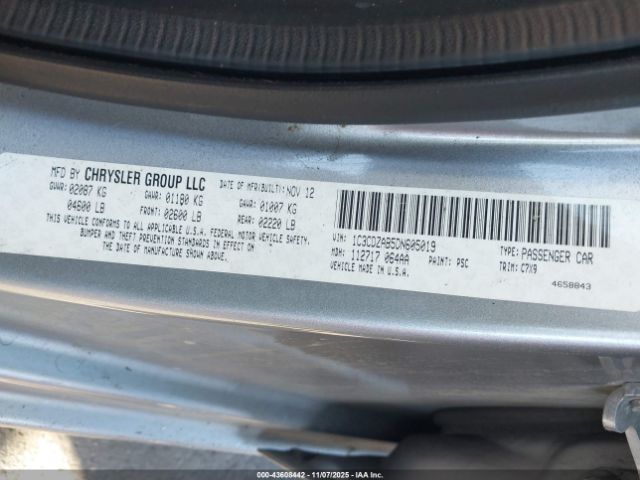 MFD BY CHRYSLER GROUP LLC DATE OF MFR(BUILT): NOV 12
GVWR: 02087 KG GAWR: 01180 KG GAWR: 01007 KG
04600 LB FRONT: 02600 LB REAR: 02220 LB
THIS VEHICLE CONFORMS TO ALL APPLICABLE U.S.A. FEDERAL MOTOR VEHICLE SAFETY,
BUMPER, AND THEFT PREVENTION STANDARDS IN EFFECT ON THE DATE OF
MANUFACTURE SHOWN ABOVE.
VIN: 1C3CDZAB5DN605019 TYPE: PASSENGER CAR
MDH: 112717 064AA PAINT: PSC TRIM: C7X9
VEHICLE MADE IN U.S.A. 4658843
000-43608442 - 11/07/2025 - IAA Inc.